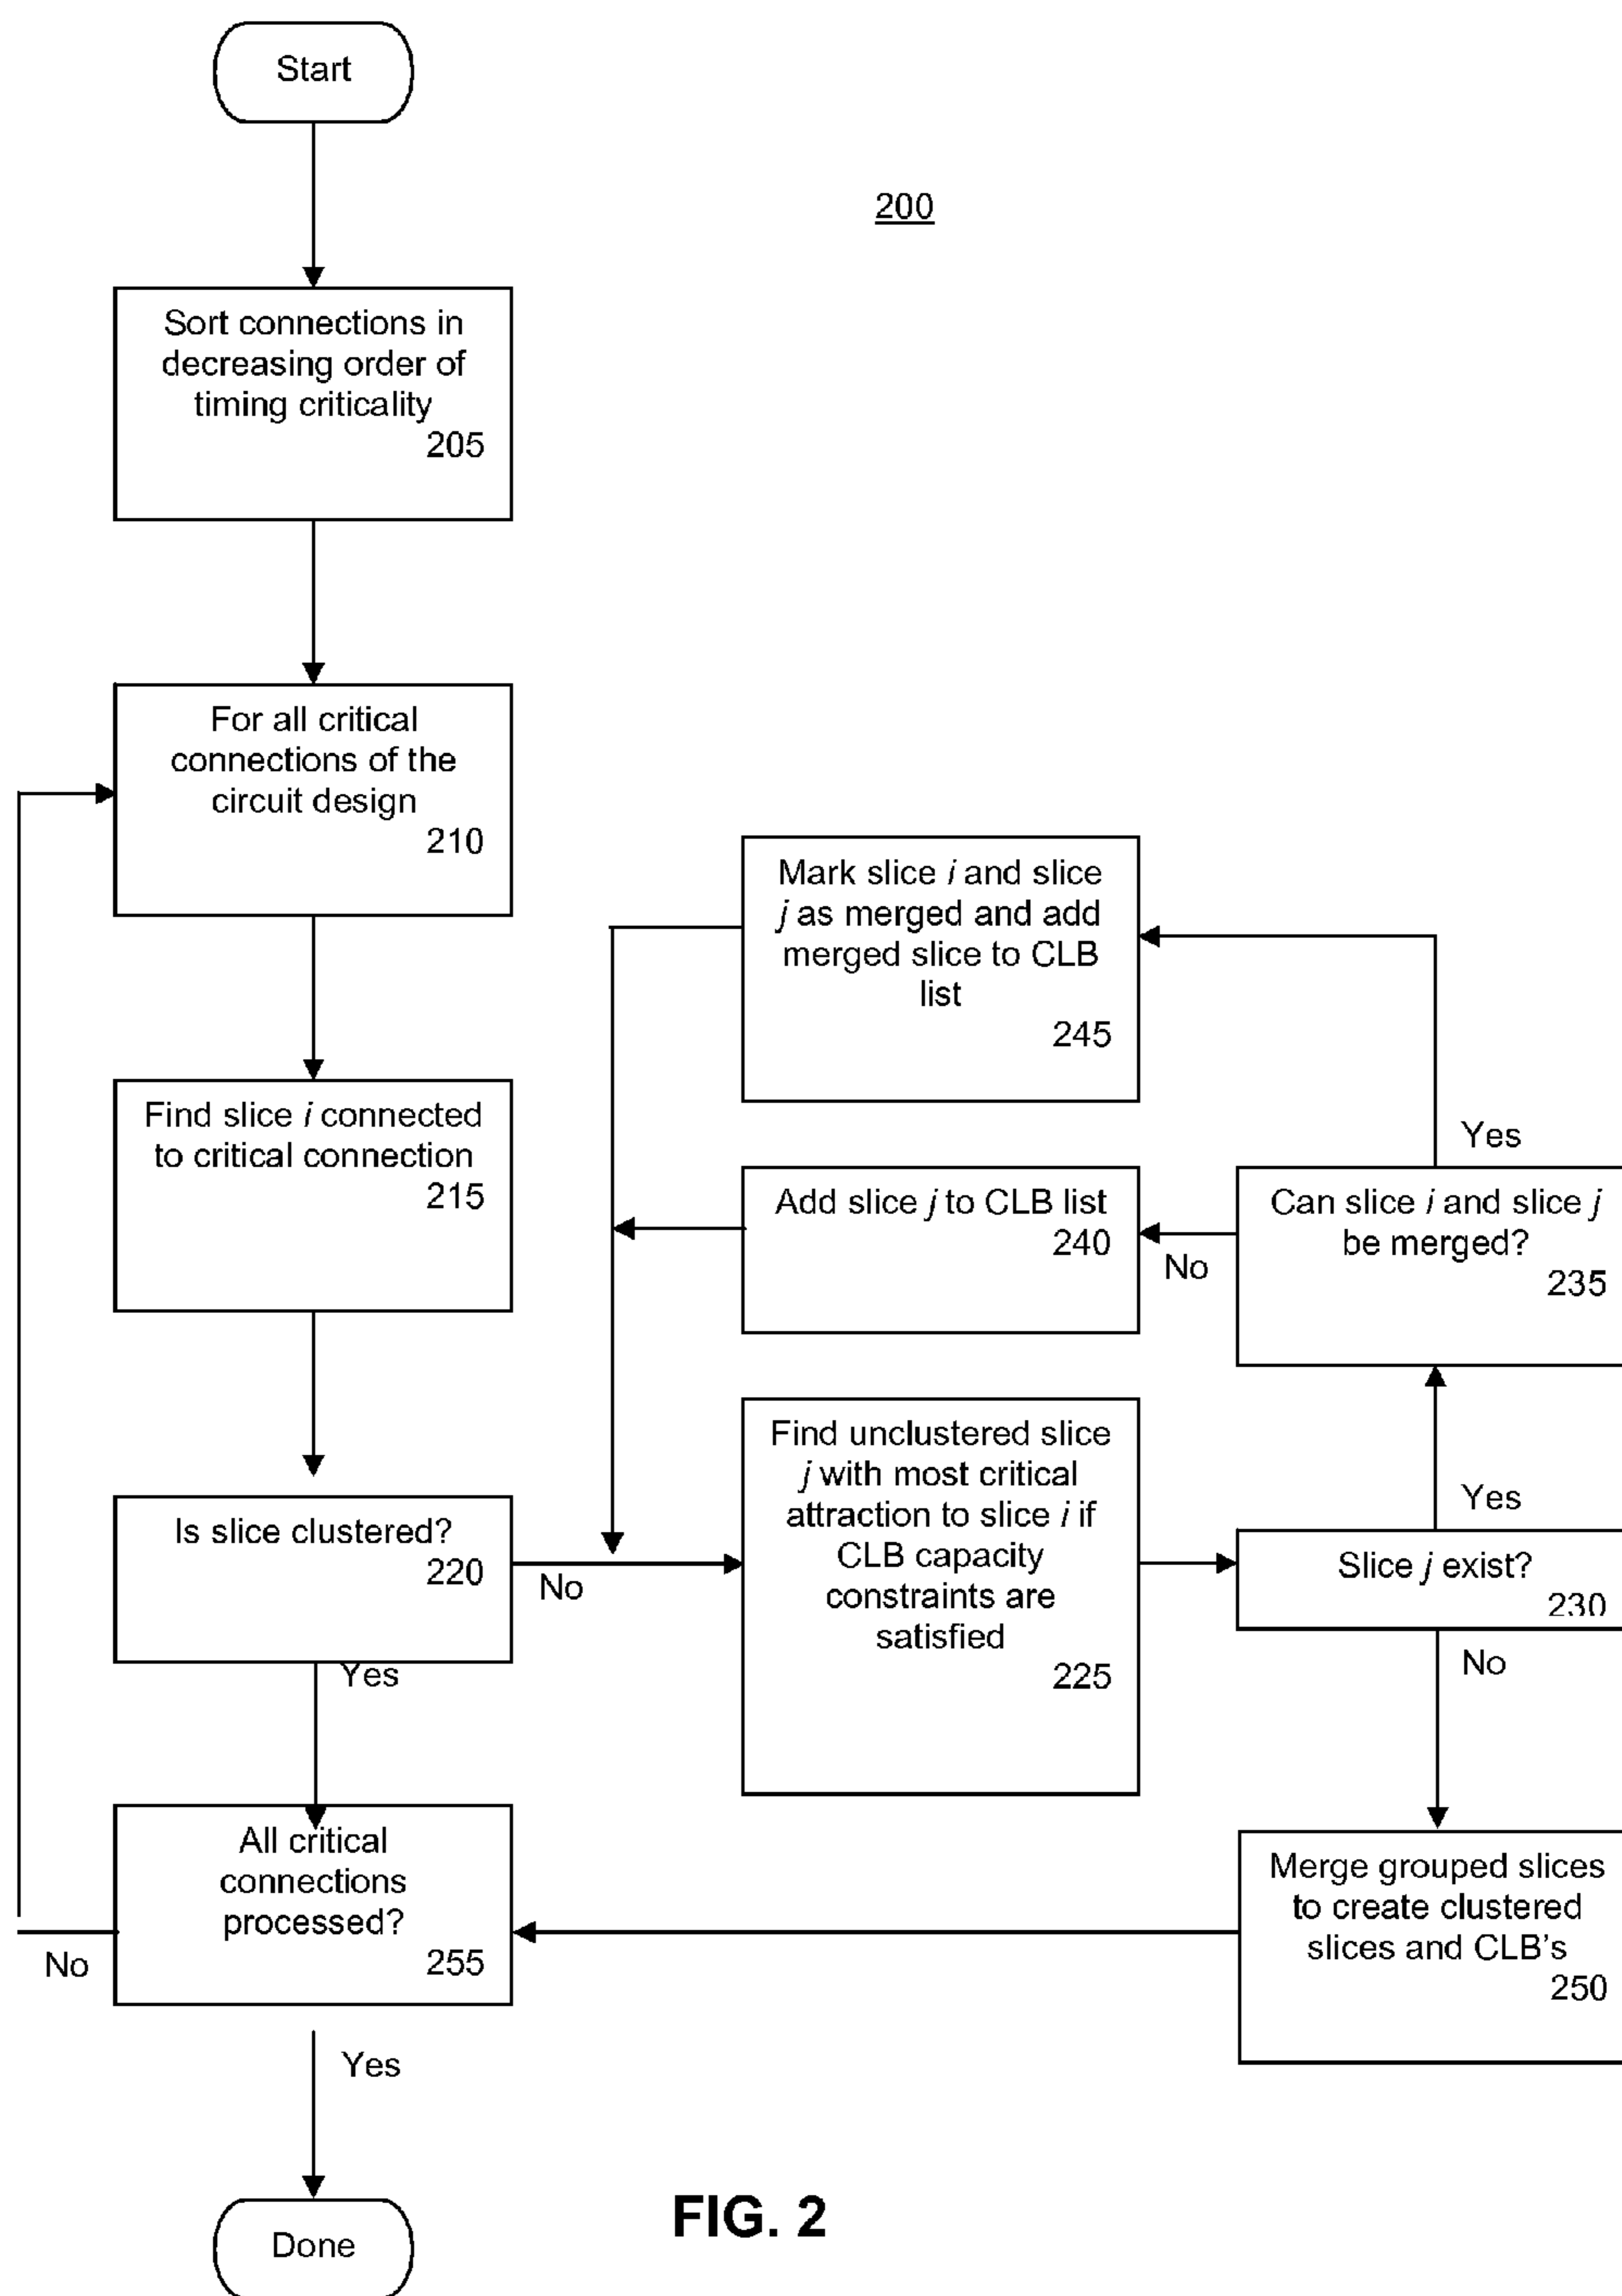 Start
200
Sort connections in
decreasing order of
timing criticality
205
For all critical
connections of the
circuit design
210
Mark slice i and slice
j as merged and add
merged slice to CLB
list
245
Find slice i connected
to critical connection
215
Yes
Add slice j to CLB list
240
No
Can slice i and slice j
be merged?
235
Find unclustered slice
j with most critical
attraction to slice i if
CLB capacity
constraints are
satisfied
225
Yes
Is slice clustered?
220
No
Slice j exist?
230
No
Yes
All critical
connections
processed?
255
No
Merge grouped slices
to create clustered
slices and CLB's
250
Yes
Done
FIG. 2